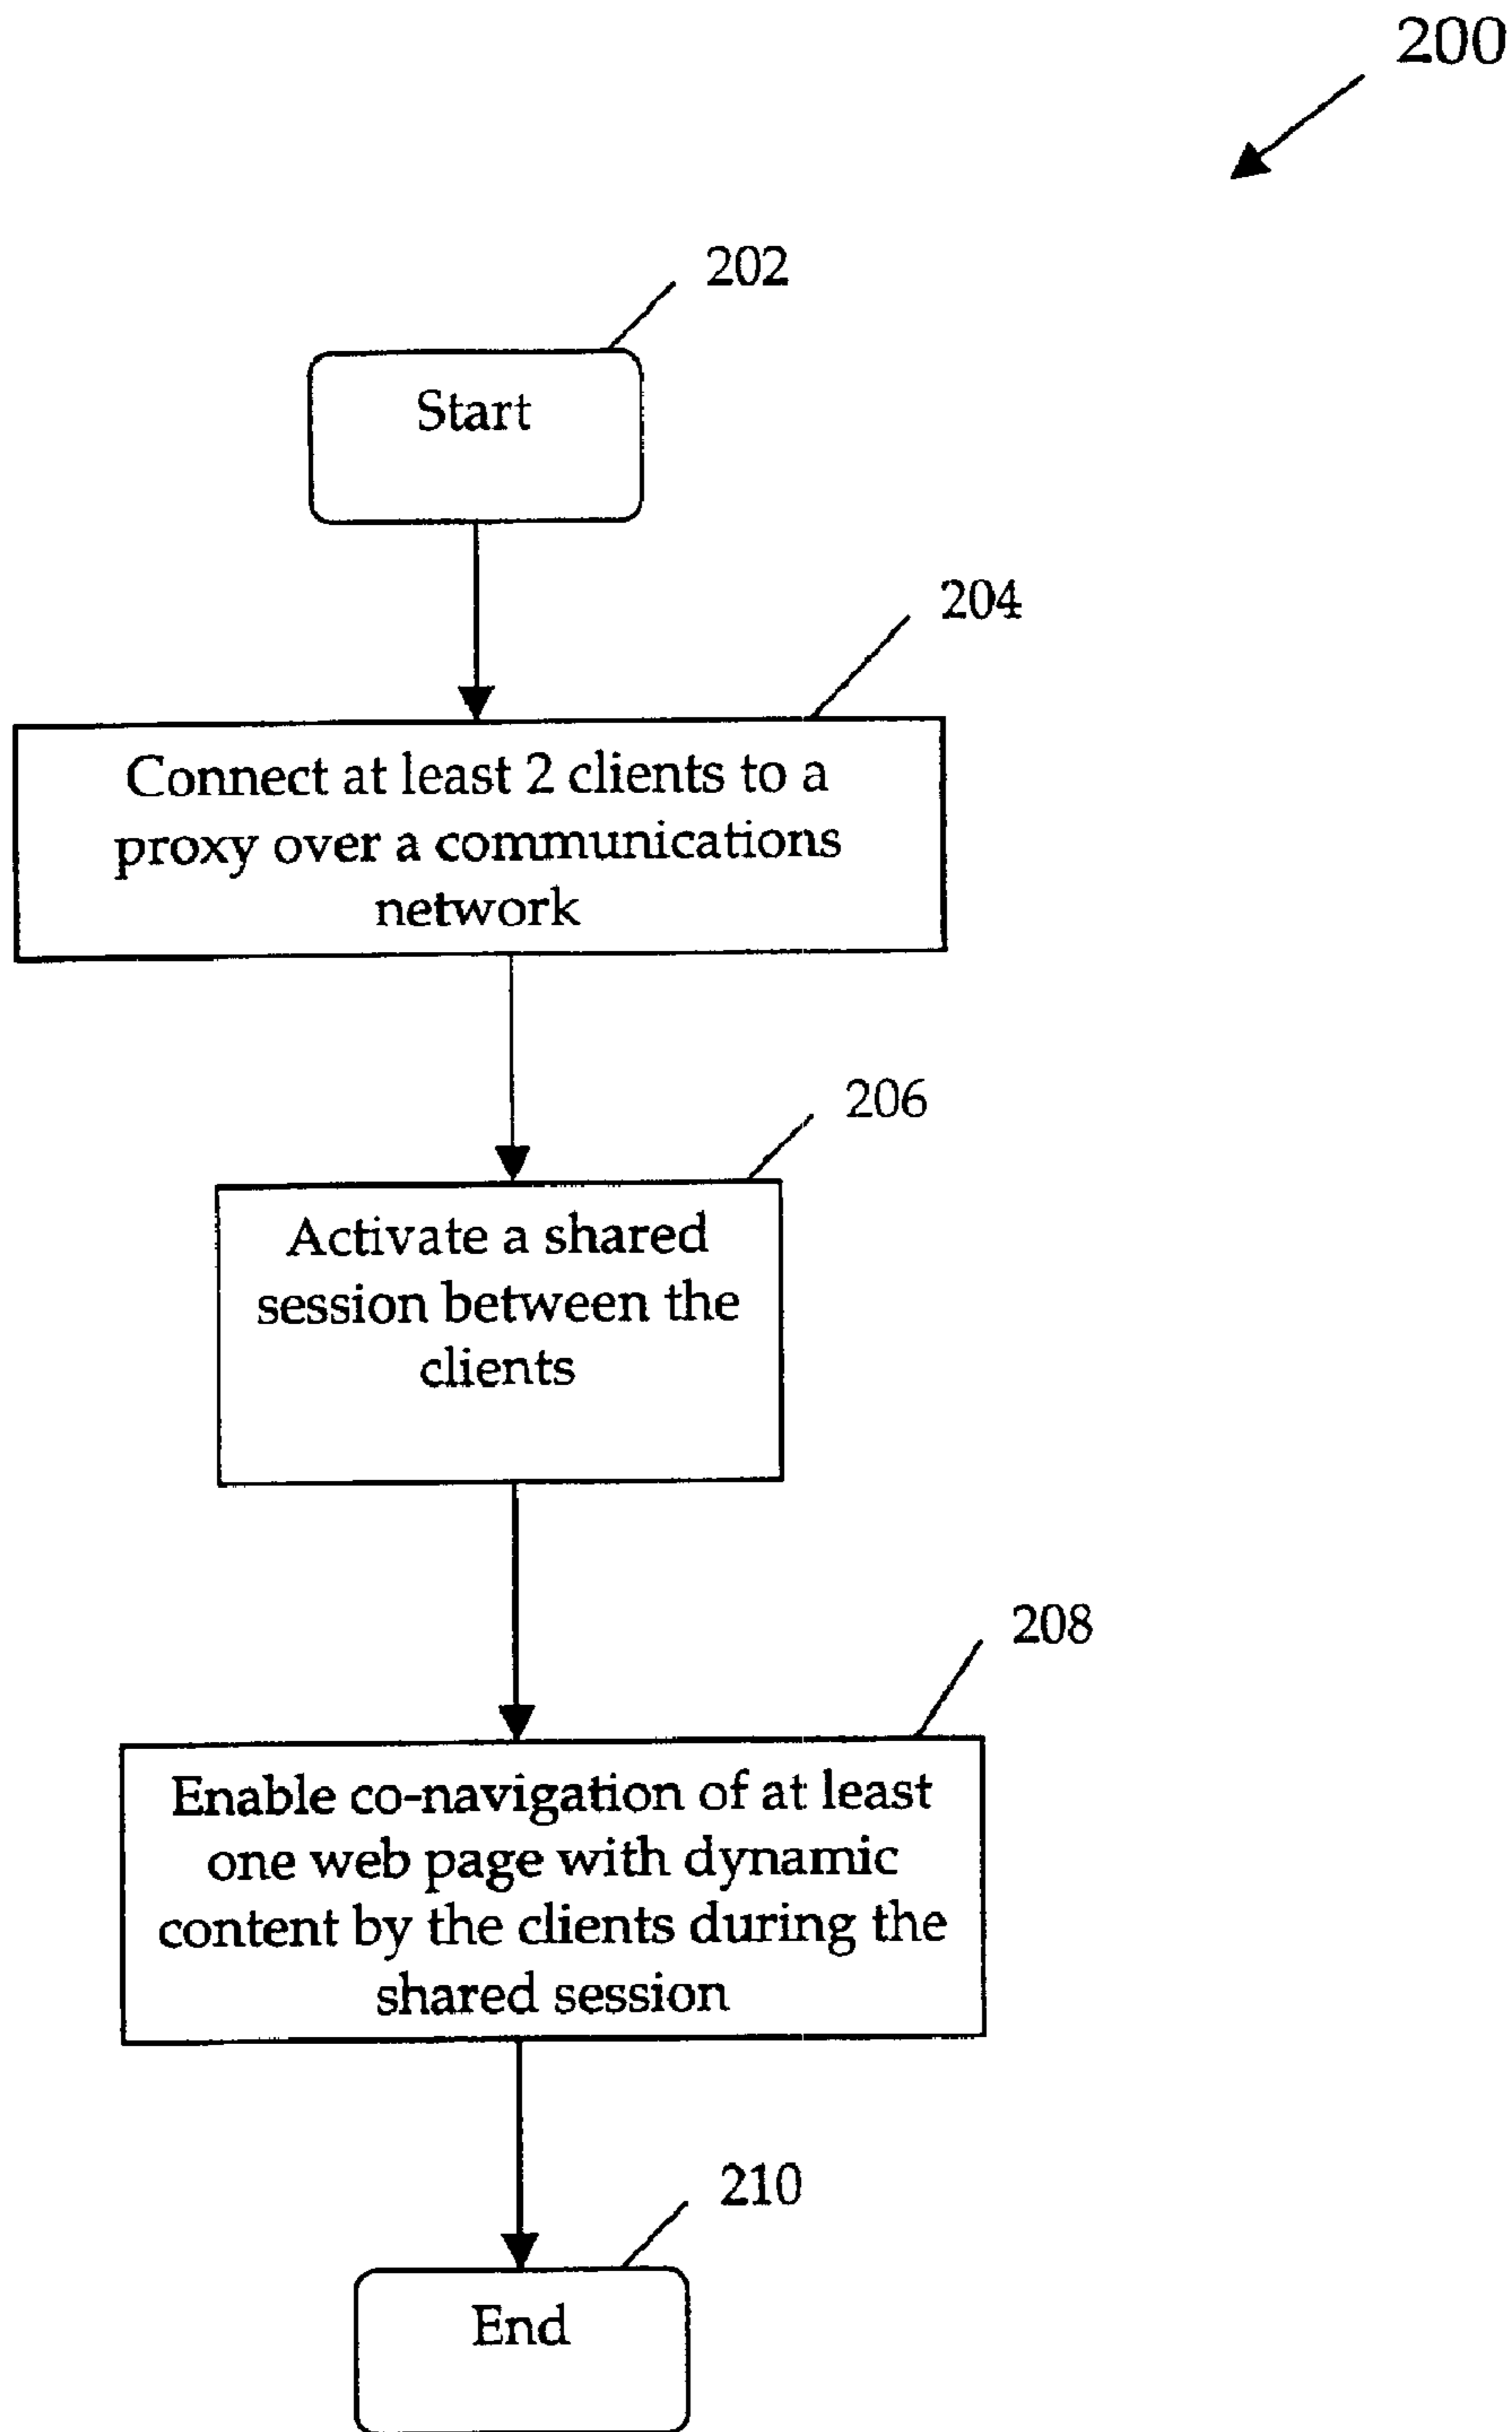 200
202
Start
204
Connect at least 2 clients to a
proxy over a communications
network
206
Activate a shared
session between the
clients
208
Enable co-navigation of at least
one web page with dynamic
content by the clients during the
shared session
210
End